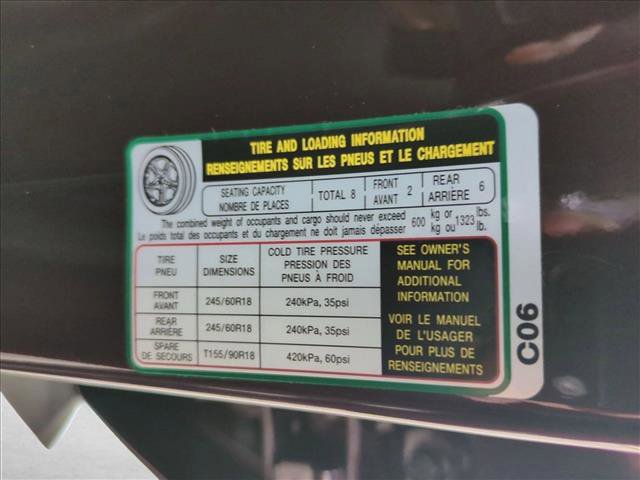 TIRE AND LOADING INFORMATION
RENSEIGNEMENTS SUR LES PNEUS ET LE CHARGEMENT
SEATING CAPACITY
NOMBRE DE PLACES
TOTAL 8
FRONT
AVANT
2
REAR
ARRIÈRE
6
The combined weight of occupants and cargo should never exceed
Le poids total des occupants et du chargement ne doit jamais dépasser
600
kg or
kg ou
1323
lbs.
lb.
TIRE
PNEU
SIZE
DIMENSIONS
COLD TIRE PRESSURE
PRESSION DES
PNEUS À FROID
FRONT
AVANT
245/60R18
240kPa, 35psi
REAR
ARRIÈRE
245/60R18
240kPa, 35psi
SPARE
DE SECOURS
T155/90R18
420kPa, 60psi
SEE OWNER'S
MANUAL FOR
ADDITIONAL
INFORMATION
VOIR LE MANUEL
DE L'USAGER
POUR PLUS DE
RENSEIGNEMENTS
C06